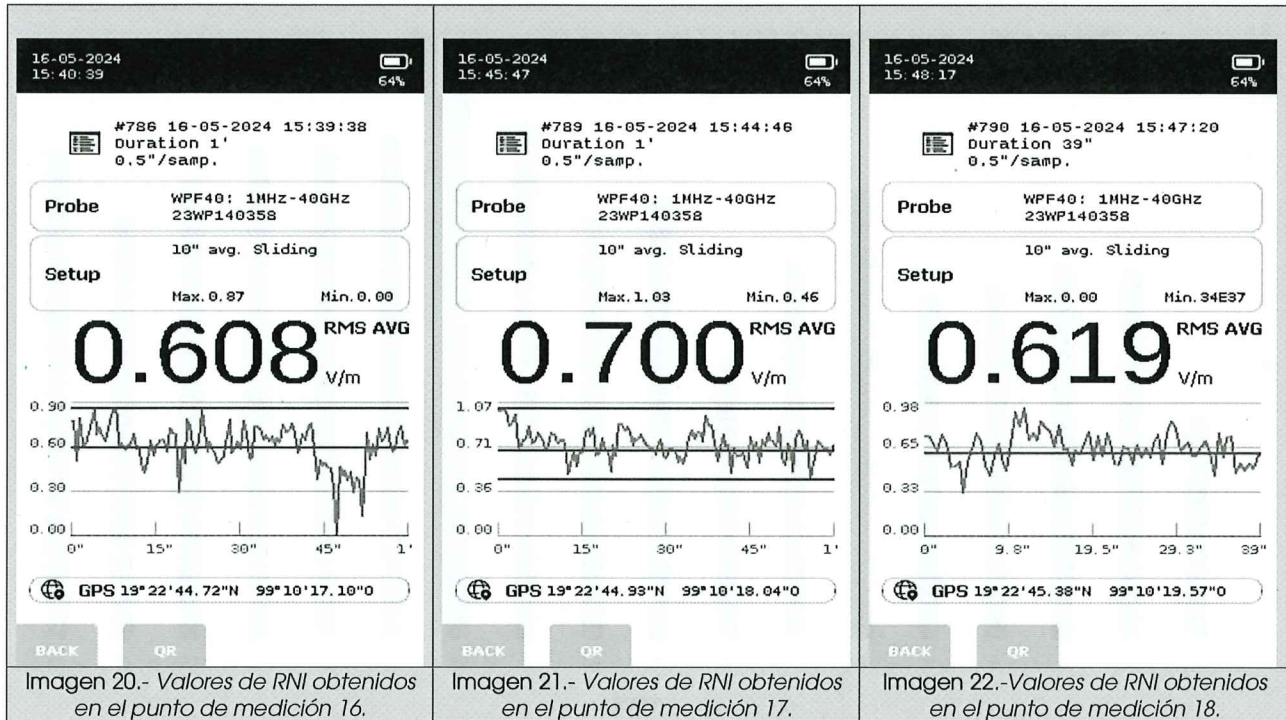 16-05-2024
15:40:39
64%
#786 16-05-2024 15:39:38
Duration 1'
0.5"/samp.
Probe
WPF40: 1MHz-40GHz
23WP140358
10" avg. Sliding
Setup
Max.0.87 Min.0.00
0.608 RMS AVG
V/m
0.90
0.60
0.30
0.00
0" 15" 30" 45" 1'
GPS 19°22'44.72"N 99°10'17.10"O
BACK QR
Imagen 20.- Valores de RNI obtenidos
en el punto de medición 16.
16-05-2024
15:45:47
64%
#789 16-05-2024 15:44:46
Duration 1'
0.5"/samp.
Probe
WPF40: 1MHz-40GHz
23WP140358
10" avg. Sliding
Setup
Max.1.03 Min.0.46
0.700 RMS AVG
V/m
1.07
0.71
0.36
0.00
0" 15" 30" 45" 1'
GPS 19°22'44.93"N 99°10'18.04"O
BACK QR
Imagen 21.- Valores de RNI obtenidos
en el punto de medición 17.
16-05-2024
15:48:17
64%
#790 16-05-2024 15:47:20
Duration 39"
0.5"/samp.
Probe
WPF40: 1MHz-40GHz
23WP140358
10" avg. Sliding
Setup
Max.0.00 Min.34E37
0.619 RMS AVG
V/m
0.98
0.65
0.33
0.00
0" 9.8" 19.5" 29.3" 39"
GPS 19°22'45.38"N 99°10'19.57"O
BACK QR
Imagen 22.-Valores de RNI obtenidos
en el punto de medición 18.